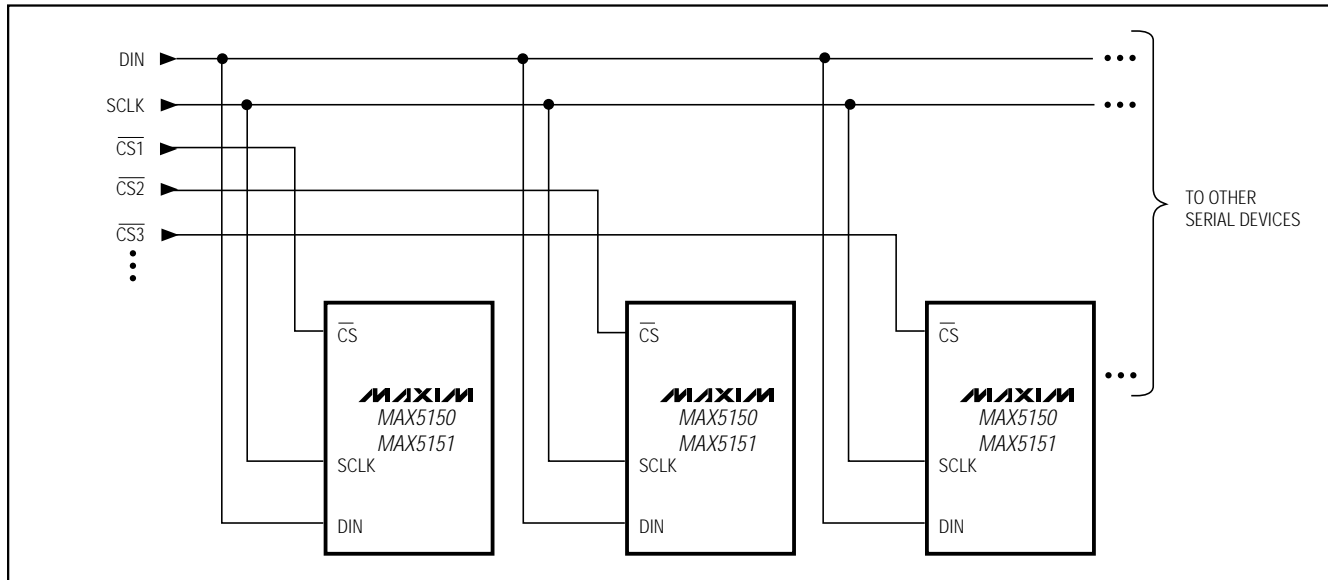 DIN
SCLK
CS1
CS2
CS3
TO OTHER
SERIAL DEVICES
CS
MAXIM
MAX5150
MAX5151
SCLK
DIN
CS
MAXIM
MAX5150
MAX5151
SCLK
DIN
CS
MAXIM
MAX5150
MAX5151
SCLK
DIN